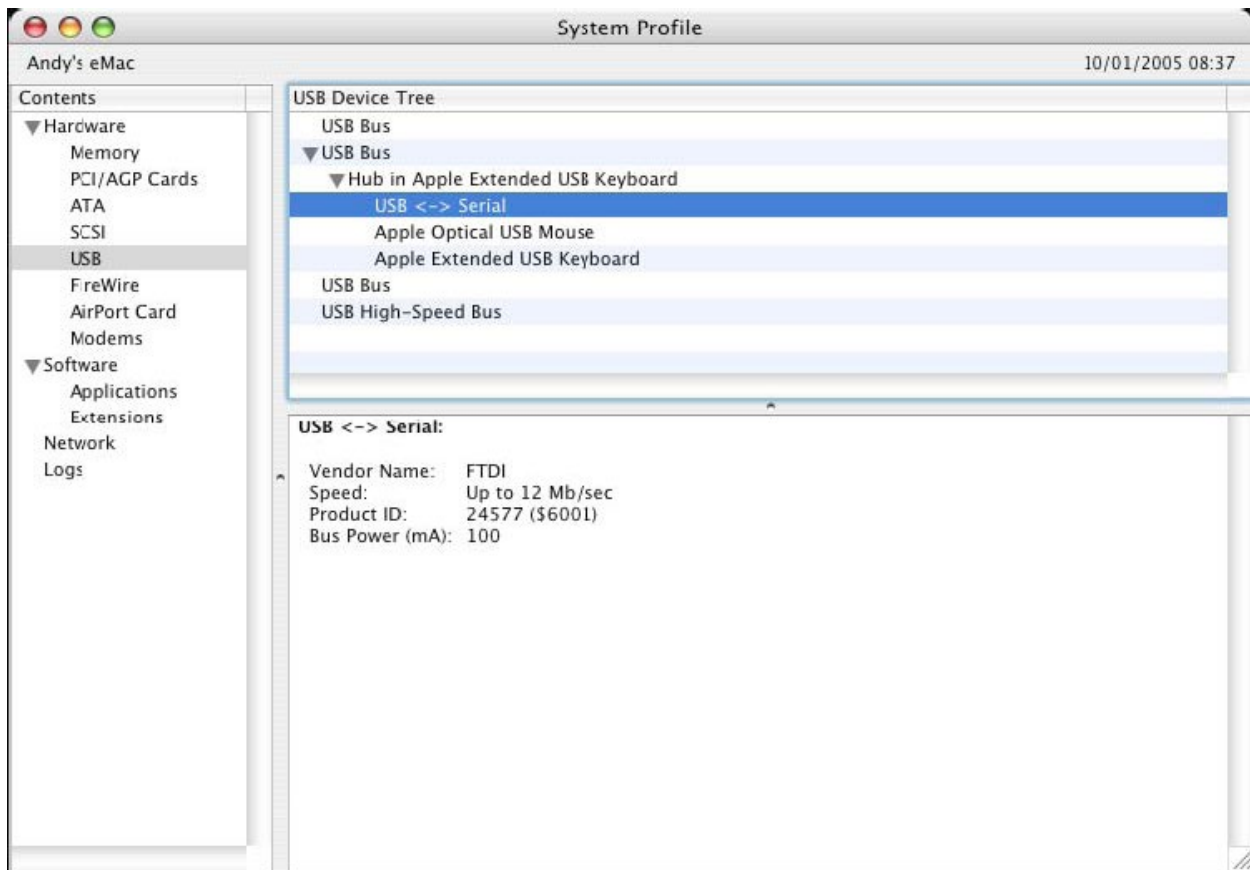 System Profile
Andy's eMac
10/01/2005 08:37
Contents
Hardware
Memory
PCI/AGP Cards
ATA
SCSI
USB
FireWire
AirPort Card
Modems
Software
Applications
Extensions
Network
Logs
USB Device Tree
USB Bus
USB Bus
Hub in Apple Extended USB Keyboard
USB <-> Serial
Apple Optical USB Mouse
Apple Extended USB Keyboard
USB Bus
USB High-Speed Bus
USB <-> Serial:
Vendor Name: FTDI
Speed: Up to 12 Mb/sec
Product ID: 24577 ($6001)
Bus Power (mA): 100